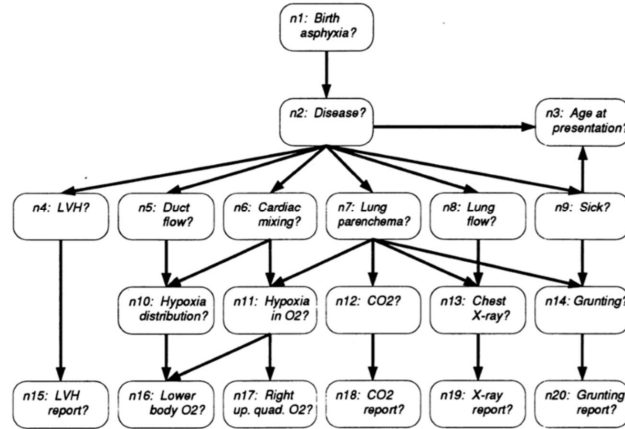 n1: Birth
asphyxia?
n2: Disease?
n3: Age at
presentation?
n4: LVH?
n5: Duct
flow?
n6: Cardiac
mixing?
n7: Lung
parenchema?
n8: Lung
flow?
n9: Sick?
n10: Hypoxia
distribution?
n11: Hypoxia
in O2?
n12: CO2?
n13: Chest
X-ray?
n14: Grunting?
n15: LVH
report?
n16: Lower
body O2?
n17: Right
up. quad. O2?
n18: CO2
report?
n19: X-ray
report?
n20: Grunting
report?